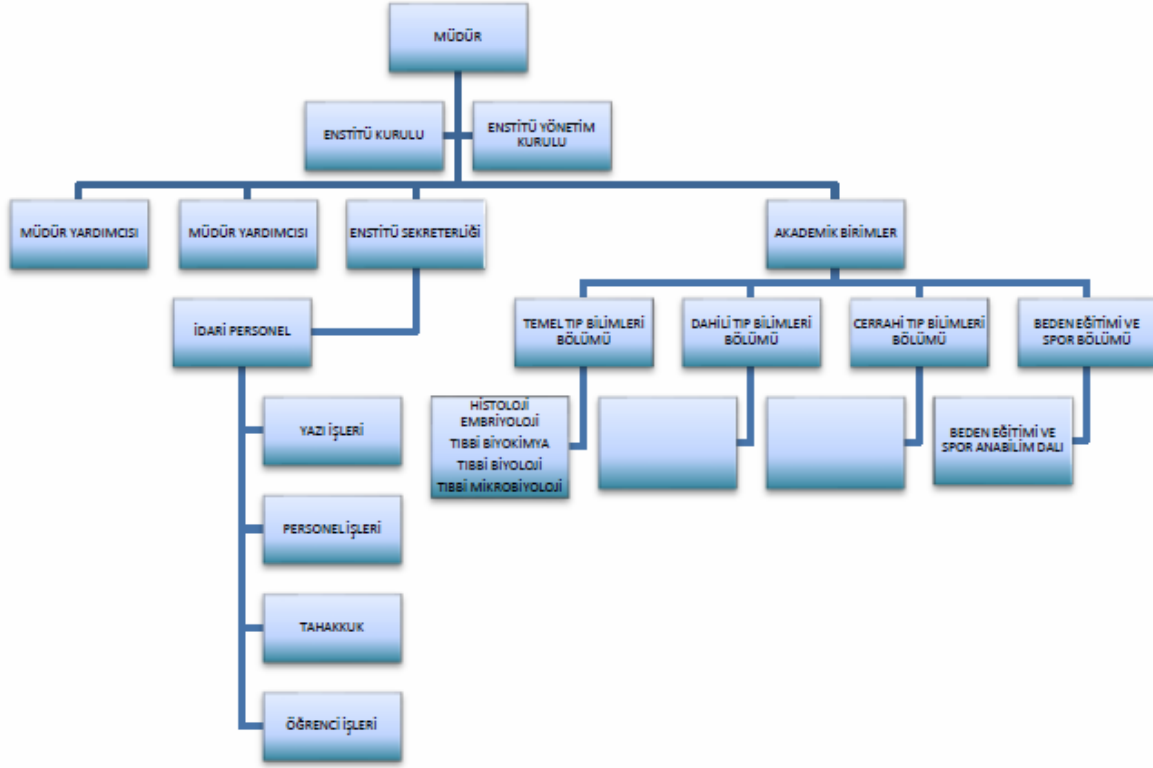 MÜDÜR
ENSTİTÜ KURULU
ENSTİTÜ YÖNETİM
KURULU
MÜDÜR YARDIMCISI
MÜDÜR YARDIMCISI
ENSTİTÜ SEKRETERLİĞİ
AKADEMİK BİRİMLER
İDARİ PERSONEL
TEMEL TIP BİLİMLERİ
BÖLÜMÜ
DAHİLİ TIP BİLİMLERİ
BÖLÜMÜ
CERRAHİ TIP BİLİMLERİ
BÖLÜMÜ
BEDEN EĞİTİMİ VE
SPOR BÖLÜMÜ
HİSTOLOJİ
EMBRİYOLOJİ
TIBBİ BİYOKİMYA
TIBBİ BİYOLOJİ
TIBBİ MİKROBİYOLOJİ
BEDEN EĞİTİMİ VE
SPOR ANABİLİM DALI
YAZI İŞLERİ
PERSONEL İŞLERİ
TAHAKKUK
ÖĞRENCİ İŞLERİ